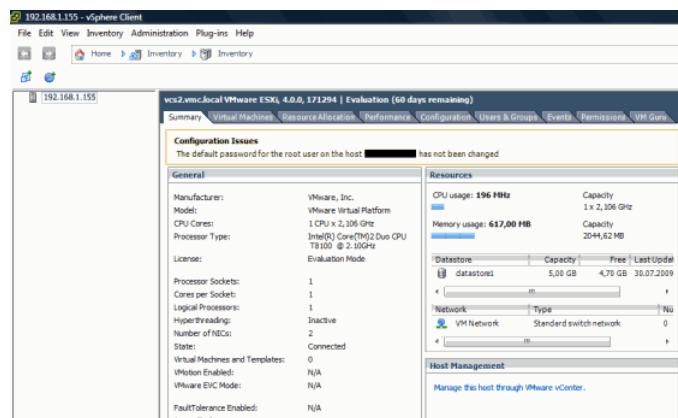 192.168.1.155 - vSphere Client
File Edit View Inventory Administration Plug-ins Help
Home Inventory Inventory
192.168.1.155
vcs2.vmc.local VMware ESXi, 4.0.0, 171294 | Evaluation (60 days remaining)
Summary Virtual Machines Resource Allocation Performance Configuration Users & Groups Events Permissions VM Guru
Configuration Issues
The default password for the root user on the host has not been changed
General
Manufacturer: VMware, Inc.
Model: VMware Virtual Platform
CPU Cores: 1 CPU x 2,106 GHz
Processor Type: Intel(R) Core(TM)2 Duo CPU
T8100 @ 2.10GHz
License: Evaluation Mode
Processor Sockets: 1
Cores per Socket: 1
Logical Processors: 1
Hyperthreading: Inactive
Number of NICs: 2
State: Connected
Virtual Machines and Templates: 0
VMotion Enabled: N/A
VMware EVC Mode: N/A
FaultTolerance Enabled: N/A
Resources
CPU usage: 196 MHz Capacity
1 x 2,106 GHz
Memory usage: 617,00 MB Capacity
2044,62 MB
Datastore Capacity Free Last Updat
datastore1 5,00 GB 4,70 GB 30.07.2009
Network Type Nu
VM Network Standard switch network 0
Host Management
Manage this host through VMware vCenter.